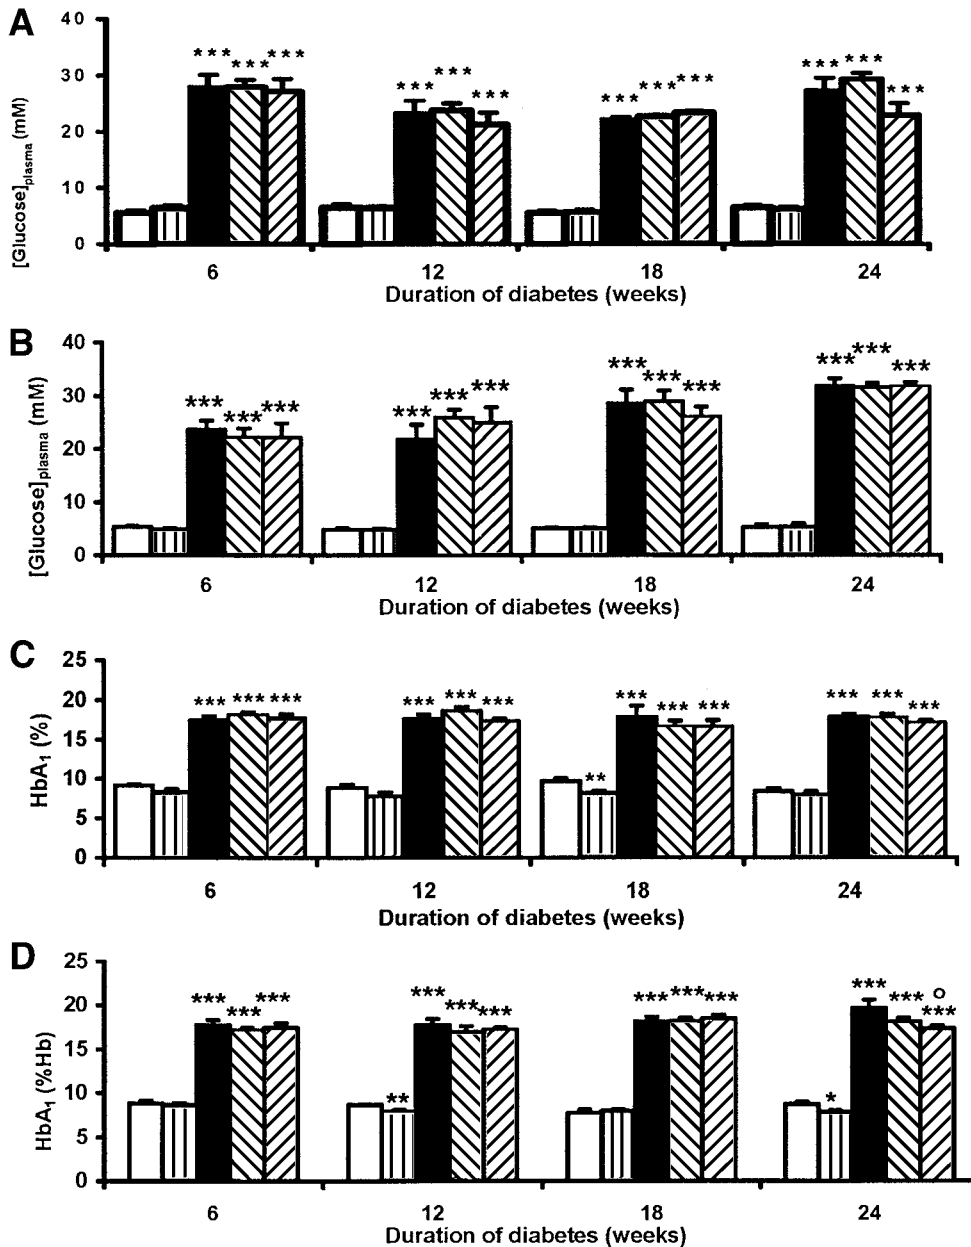 A
40
30
20
10
0
[Glucose]plasma (mM)
*** *** ***
*** *** ***
*** *** ***
*** *** ***
6 12 18 24
Duration of diabetes (weeks)
B
40
30
20
10
0
[Glucose]plasma (mM)
*** *** ***
*** *** ***
*** *** ***
*** *** ***
6 12 18 24
Duration of diabetes (weeks)
C
25
20
15
10
5
0
HbA1 (%)
*** *** ***
*** *** ***
** *** *** ***
*** *** ***
6 12 18 24
Duration of diabetes (weeks)
D
25
20
15
10
5
0
HbA1 (%Hb)
*** *** ***
** *** *** ***
*** *** ***
* *** *** ° ***
6 12 18 24
Duration of diabetes (weeks)